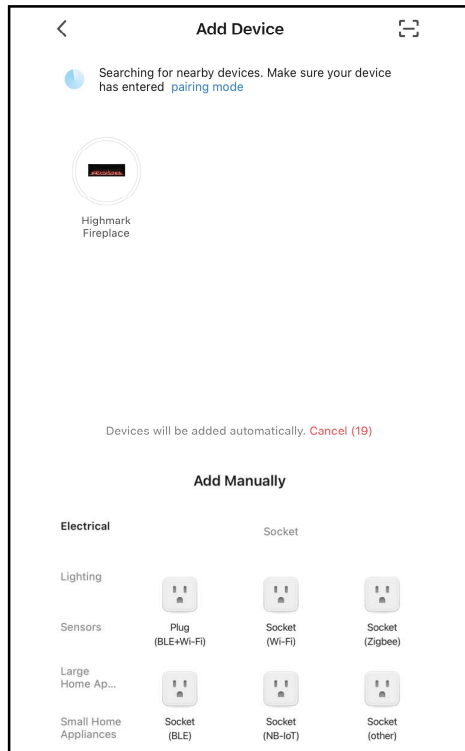 Add Device
Searching for nearby devices. Make sure your device
has entered pairing mode
Highmark
Fireplace
Devices will be added automatically. Cancel (19)
Add Manually
Electrical
Socket
Lighting
Sensors
Plug
(BLE+Wi-Fi)
Socket
(Wi-Fi)
Socket
(Zigbee)
Large
Home Ap...
Small Home
Appliances
Socket
(BLE)
Socket
(NB-IoT)
Socket
(other)